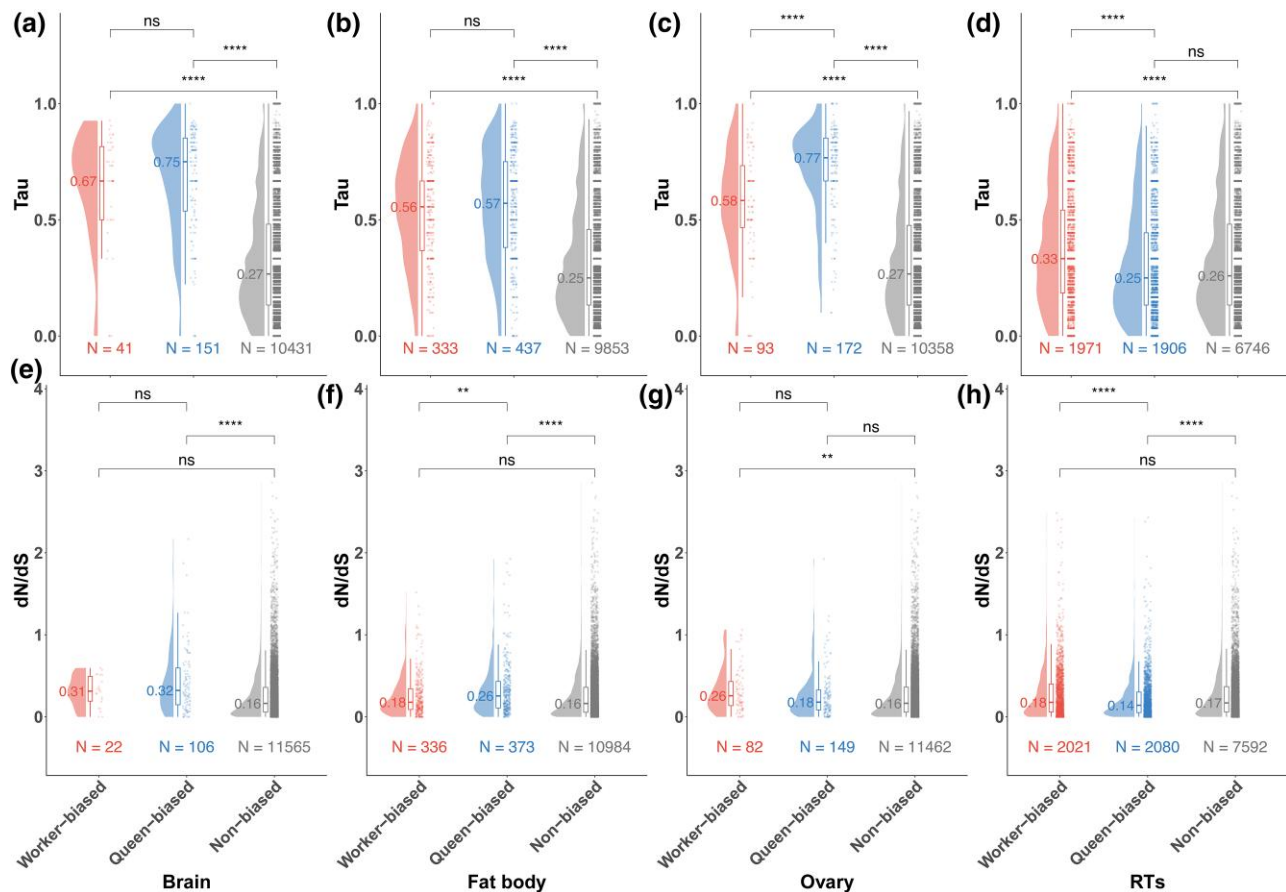 (a)
ns
****
****
Tau
1.0
0.5
0.0
0.67
0.75
0.27
N = 41
N = 151
N = 10431
(b)
ns
****
****
Tau
1.0
0.5
0.0
0.56
0.57
0.25
N = 333
N = 437
N = 9853
(c)
****
****
****
Tau
1.0
0.5
0.0
0.58
0.77
0.27
N = 93
N = 172
N = 10358
(d)
****
ns
****
Tau
1.0
0.5
0.0
0.33
0.25
0.26
N = 1971
N = 1906
N = 6746
(e)
ns
****
ns
dN/dS
4
3
2
1
0
0.31
0.32
0.16
N = 22
N = 106
N = 11565
Worker-biased
Queen-biased
Non-biased
Brain
(f)
**
****
ns
dN/dS
4
3
2
1
0
0.18
0.26
0.16
N = 336
N = 373
N = 10984
Worker-biased
Queen-biased
Non-biased
Fat body
(g)
ns
ns
**
dN/dS
4
3
2
1
0
0.26
0.18
0.16
N = 82
N = 149
N = 11462
Worker-biased
Queen-biased
Non-biased
Ovary
(h)
****
****
ns
dN/dS
4
3
2
1
0
0.18
0.14
0.17
N = 2021
N = 2080
N = 7592
Worker-biased
Queen-biased
Non-biased
RTs